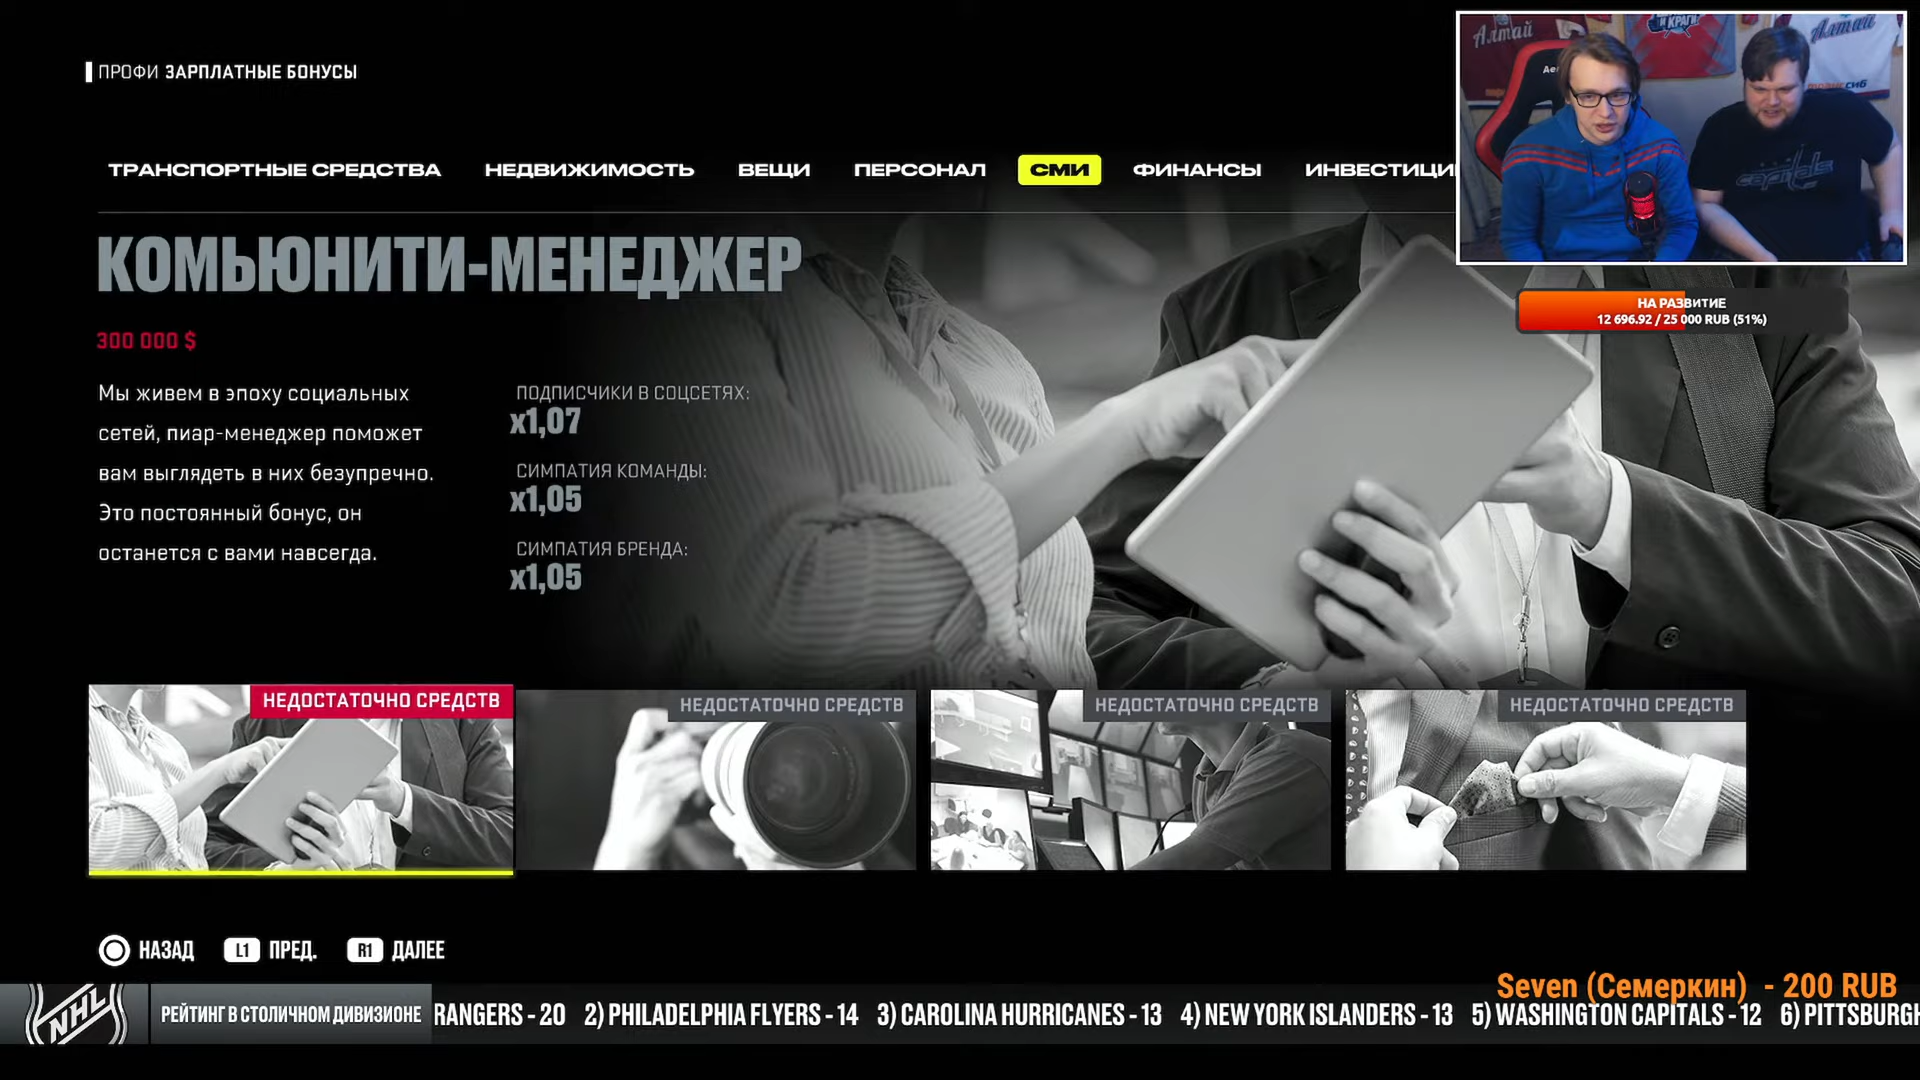 ПРОФИ ЗАРПЛАТНЫЕ БОНУСЫ
ТРАНСПОРТНЫЕ СРЕДСТВА НЕДВИЖИМОСТЬ ВЕЩИ ПЕРСОНАЛ СМИ ФИНАНСЫ ИНВЕСТИЦИ
Алтай
И КРАГИ
Алтай
Ae
capitals
КОМЬЮНИТИ-МЕНЕДЖЕР
НА РАЗВИТИЕ
12 696.92 / 25 000 RUB (51%)
300 000 $
Мы живем в эпоху социальных
сетей, пиар-менеджер поможет
вам выглядеть в них безупречно.
Это постоянный бонус, он
останется с вами навсегда.
ПОДПИСЧИКИ В СОЦСЕТЯХ:
x1,07
СИМПАТИЯ КОМАНДЫ:
x1,05
СИМПАТИЯ БРЕНДА:
x1,05
НЕДОСТАТОЧНО СРЕДСТВ
НЕДОСТАТОЧНО СРЕДСТВ
НЕДОСТАТОЧНО СРЕДСТВ
НЕДОСТАТОЧНО СРЕДСТВ
НАЗАД L1 ПРЕД. R1 ДАЛЕЕ
Seven (Семеркин) - 200 RUB
NHL
РЕЙТИНГ В СТОЛИЧНОМ ДИВИЗИОНЕ RANGERS - 20 2) PHILADELPHIA FLYERS - 14 3) CAROLINA HURRICANES - 13 4) NEW YORK ISLANDERS - 13 5) WASHINGTON CAPITALS - 12 6) PITTSBURGH